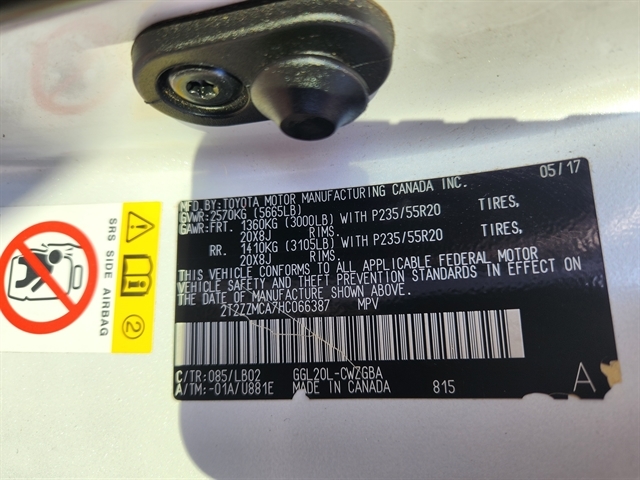 05/17
MFD.BY:TOYOTA MOTOR MANUFACTURING CANADA INC.
GVWR:2570KG (5665LB)
GAWR:FRT. 1360KG (3000LB) WITH P235/55R20 TIRES,
20X8J RIMS.
RR. 1410KG (3105LB) WITH P235/55R20 TIRES,
20X8J RIMS.
THIS VEHICLE CONFORMS TO ALL APPLICABLE FEDERAL MOTOR
VEHICLE SAFETY AND THEFT PREVENTION STANDARDS IN EFFECT ON
THE DATE OF MANUFACTURE SHOWN ABOVE.
2T2ZZMCA7HC066387 MPV
C/TR:085/LB02 GGL20L-CWZGBA
A/TM:-01A/U881E MADE IN CANADA 815 A
SRS SIDE AIRBAG
2